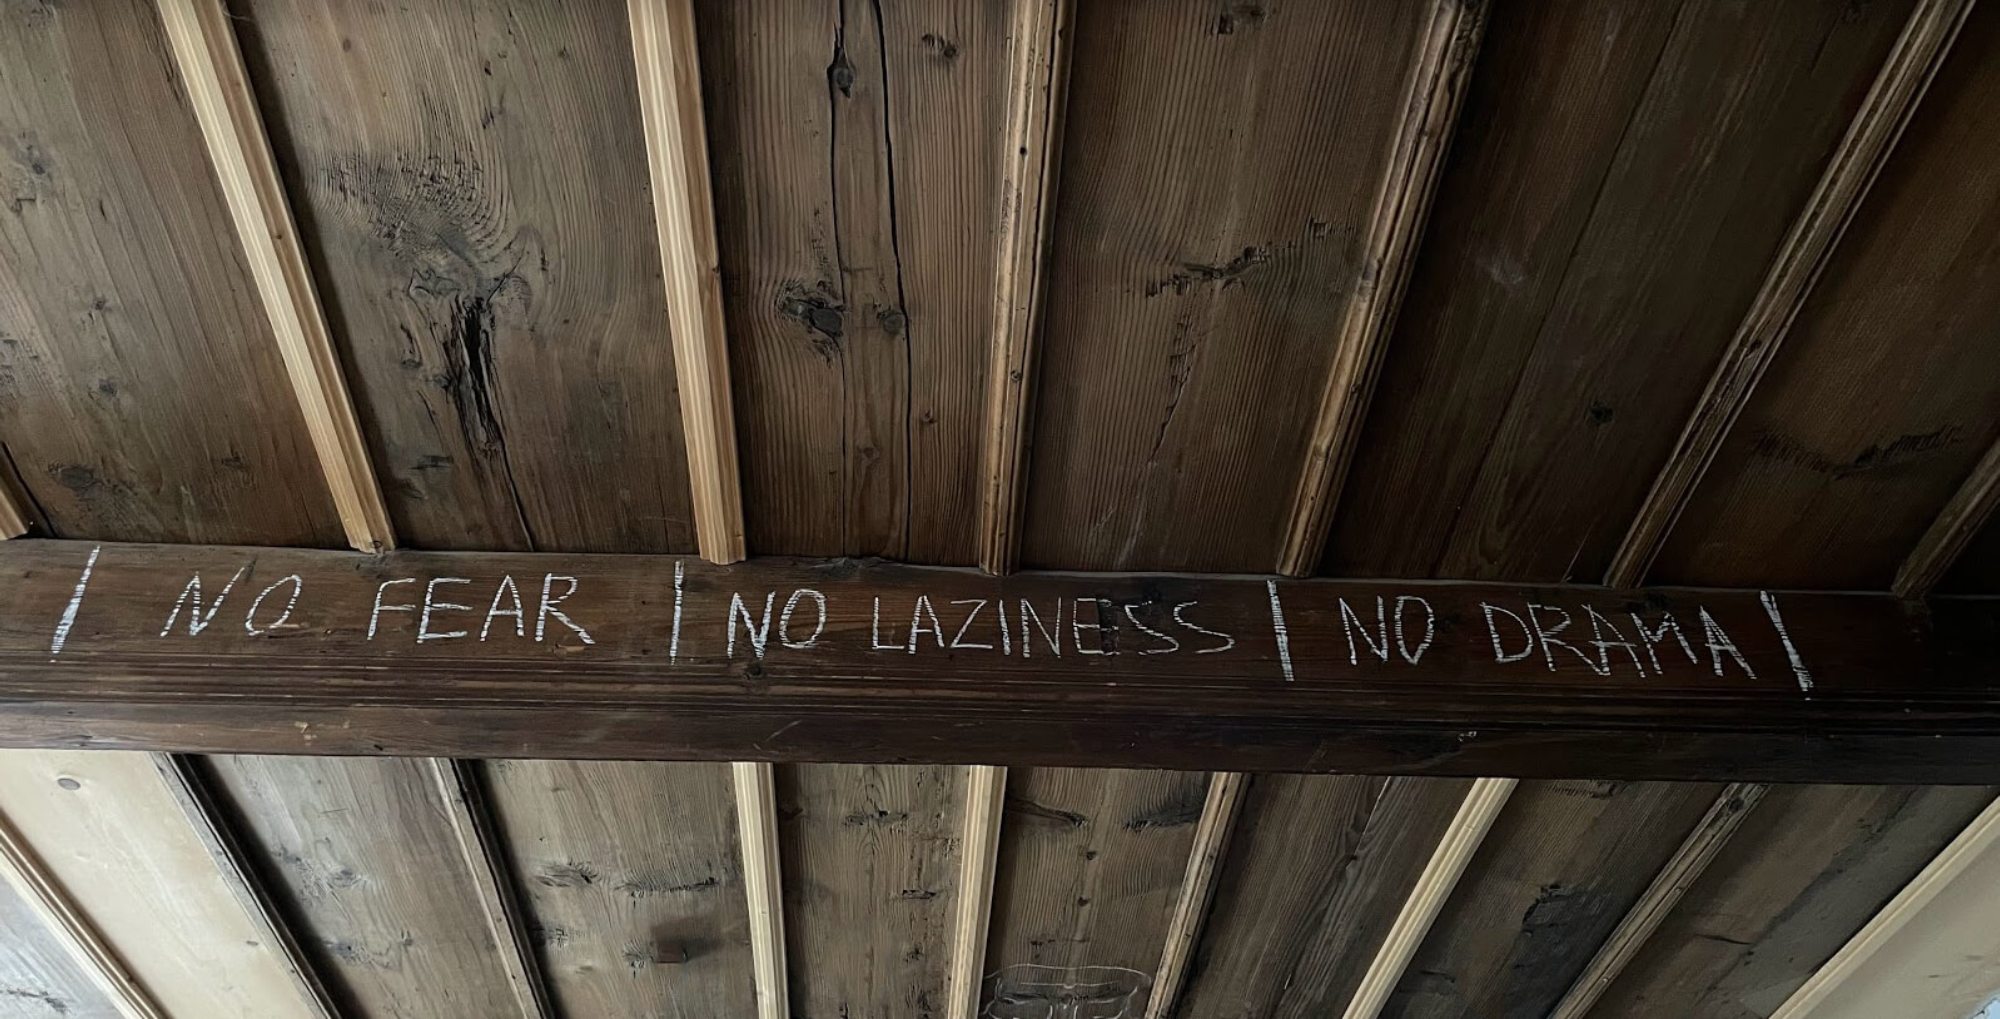 | NO FEAR | NO LAZINESS | NO DRAMA |